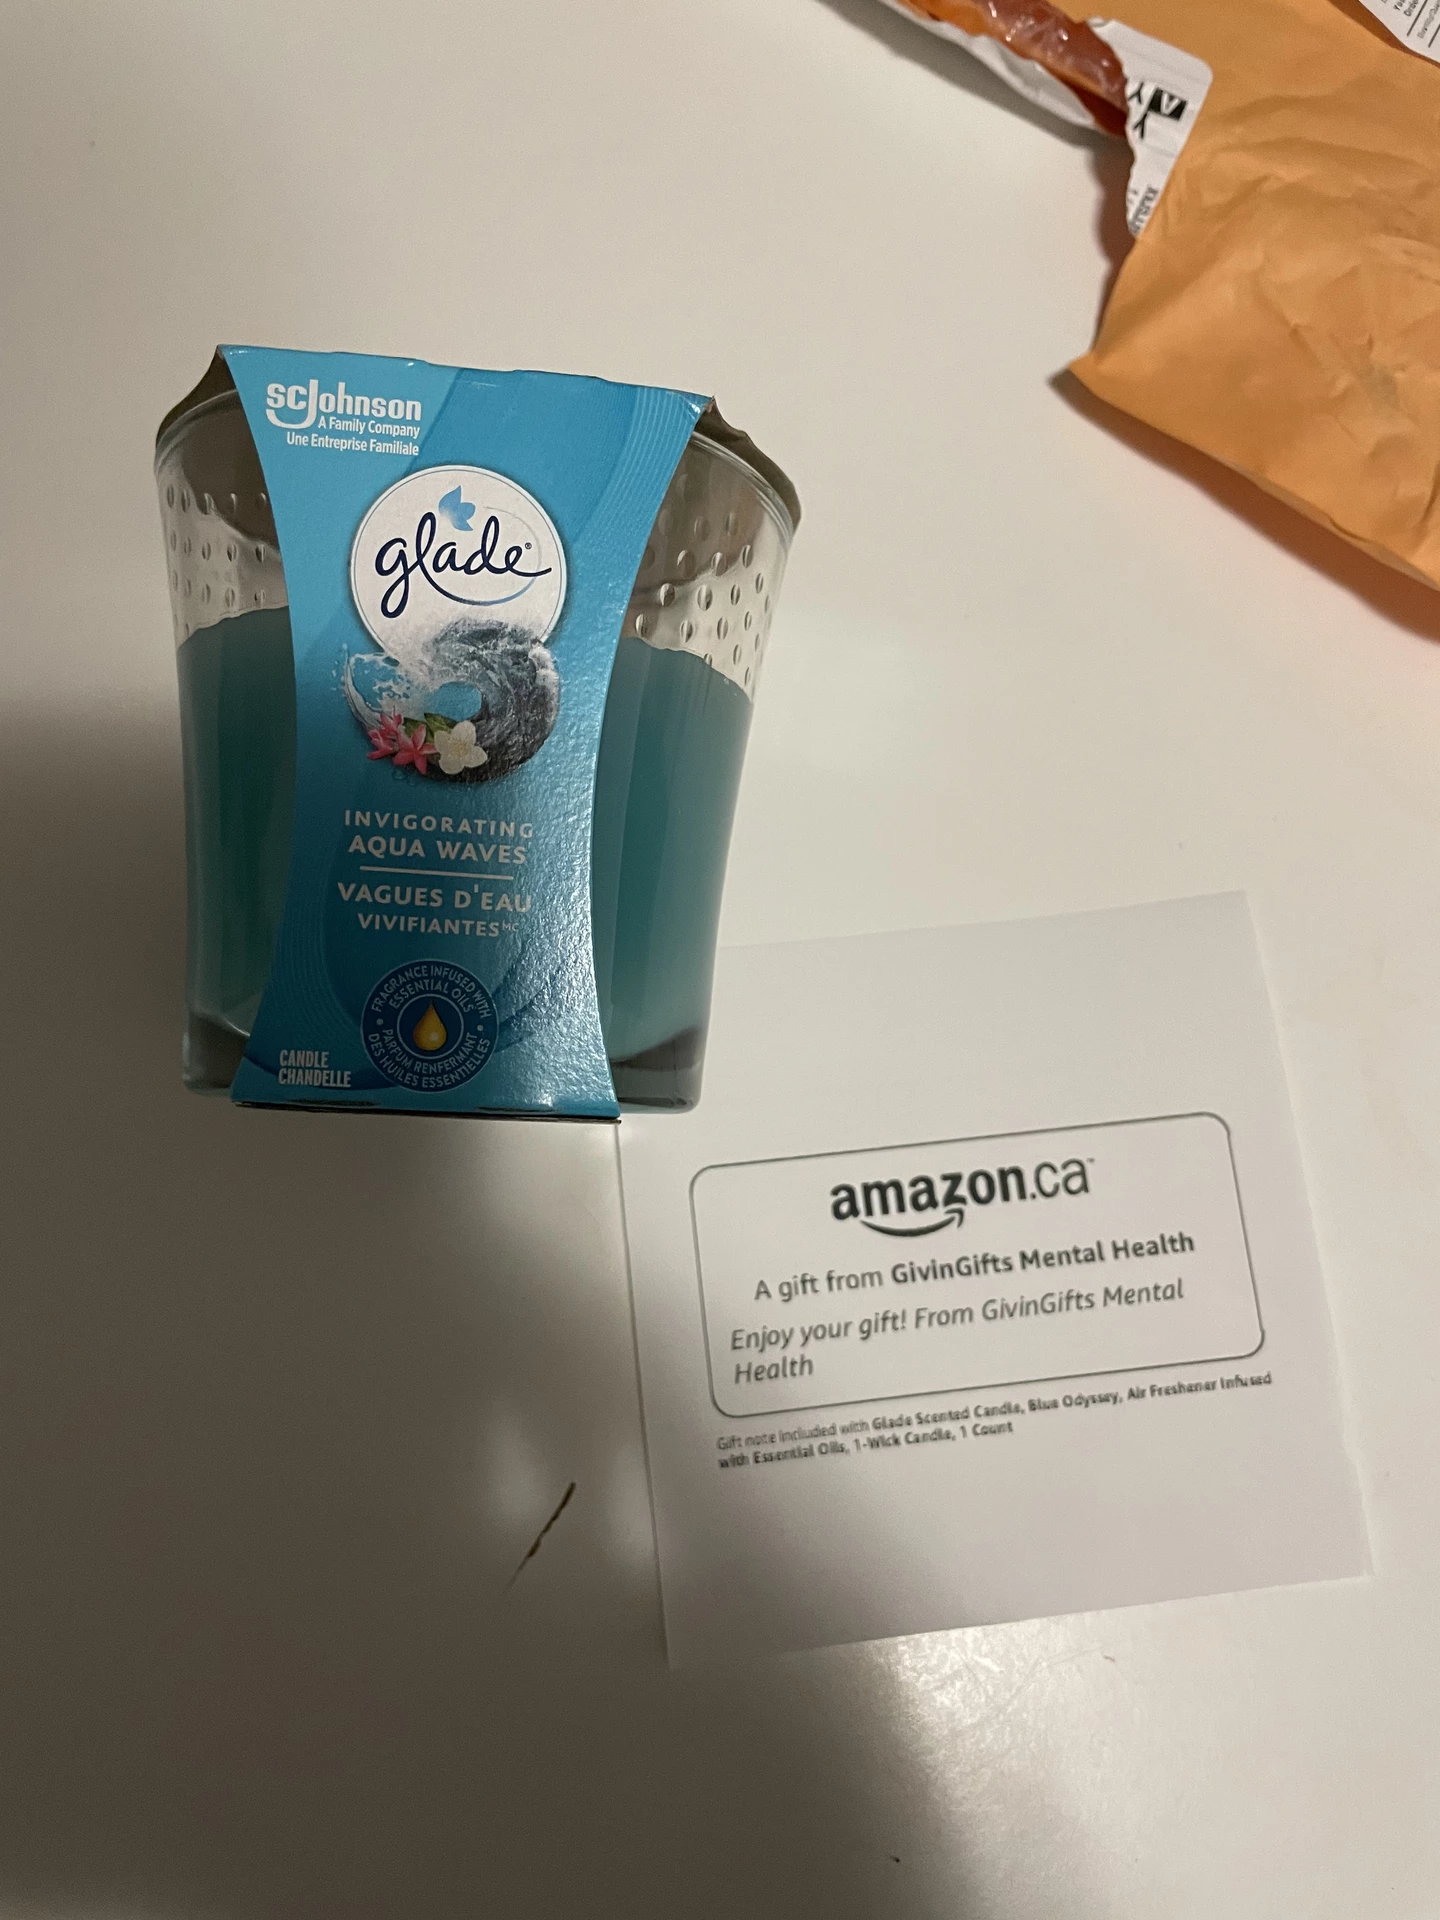 SCJohnson
A Family Company
Une Entreprise Familiale
glade®
INVIGORATING
AQUA WAVES
VAGUES D'EAU
VIVIFIANTES MC
FRAGRANCE INFUSED WITH
ESSENTIAL OILS
PARFUM RENFERMANT
DES HUILES ESSENTIELLES
CANDLE
CHANDELLE
amazon.ca™
A gift from GivinGifts Mental Health
Enjoy your gift! From GivinGifts Mental
Health
Gift note included with Glade Scented Candle, Blue Odyssey, Air Freshener Infused
with Essential Oils, 1-Wick Candle, 1 Count